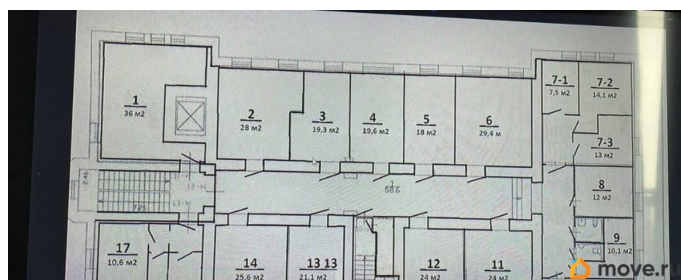 1
36 м2
2
28 м2
3
19,3 м2
4
19,6 м2
5
18 м2
6
29,4 м
7-1
7,5 м2
7-2
14,1 м2
7-3
13 м2
8
12 м2
9
10,1 м2
58.6
17
10,6 м2
14
25,6 м2
13 13
21,1 м2
12
24 м2
11
24 м2
move.ru